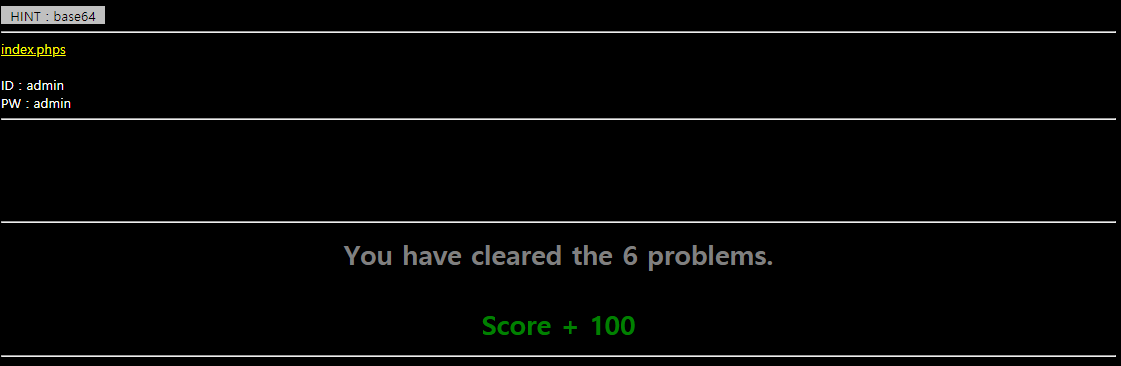 HINT : base64
index.phps
ID : admin
PW : admin
You have cleared the 6 problems.
Score + 100